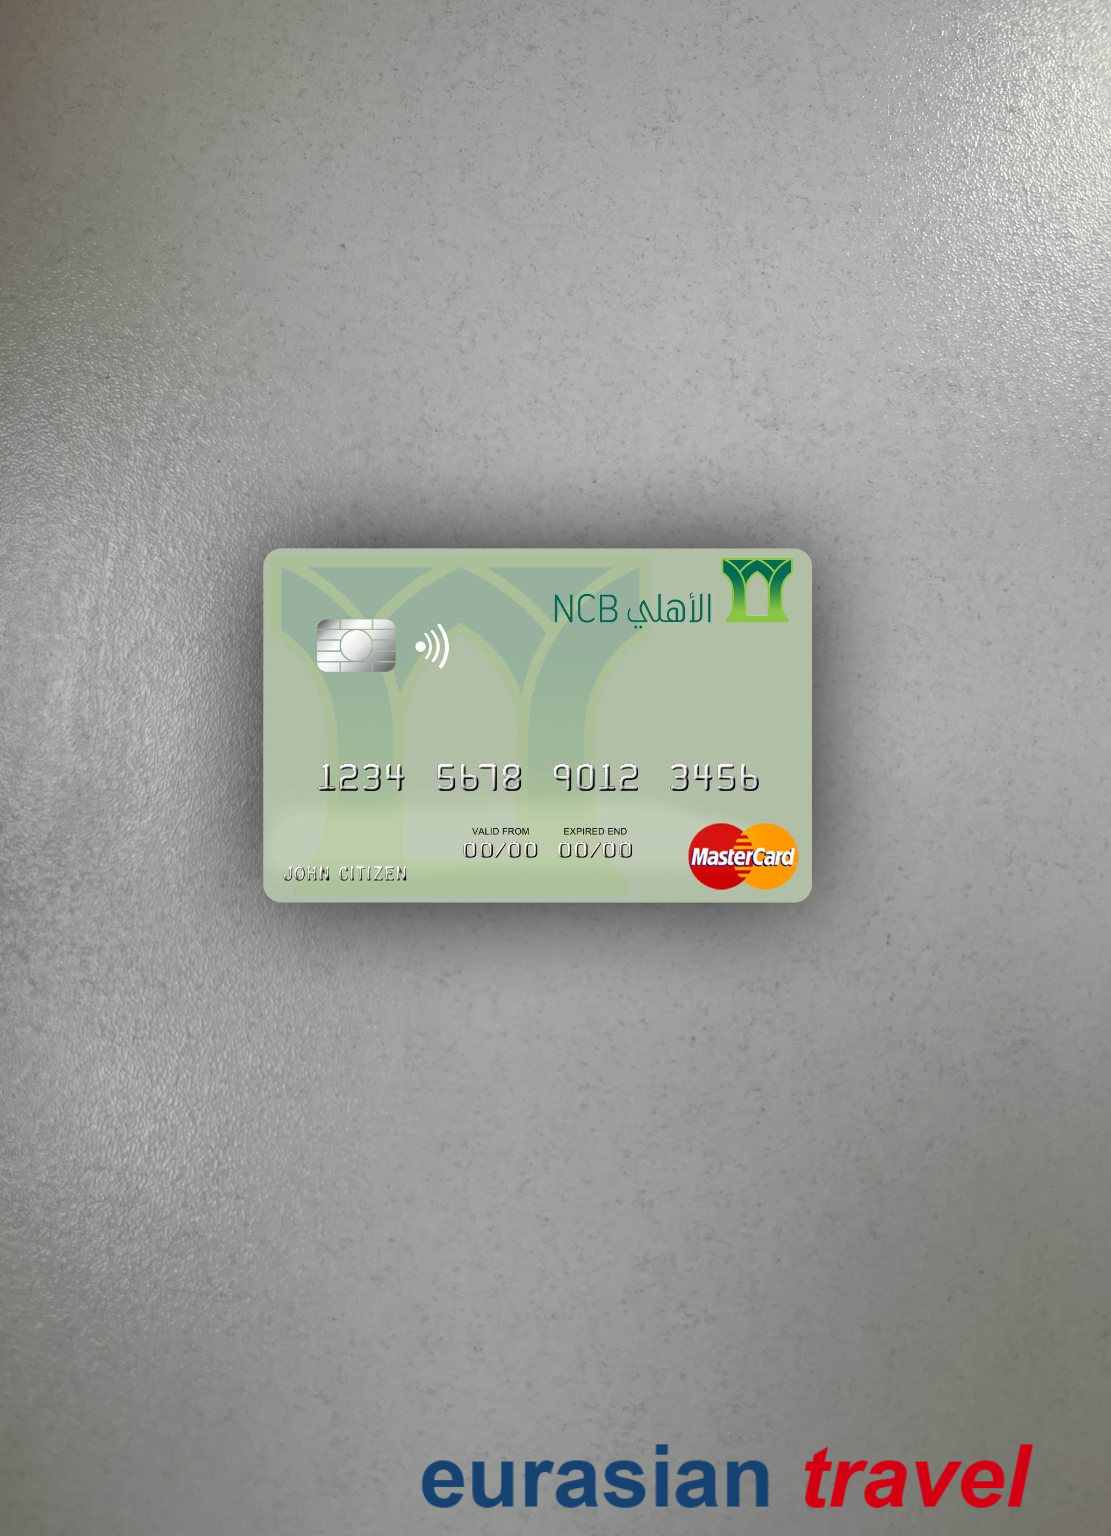 NCB الأهلي
1234 5678 9012 3456
VALID FROM EXPIRED END
00/00 00/00
JOHN CITIZEN
MasterCard
eurasian travel